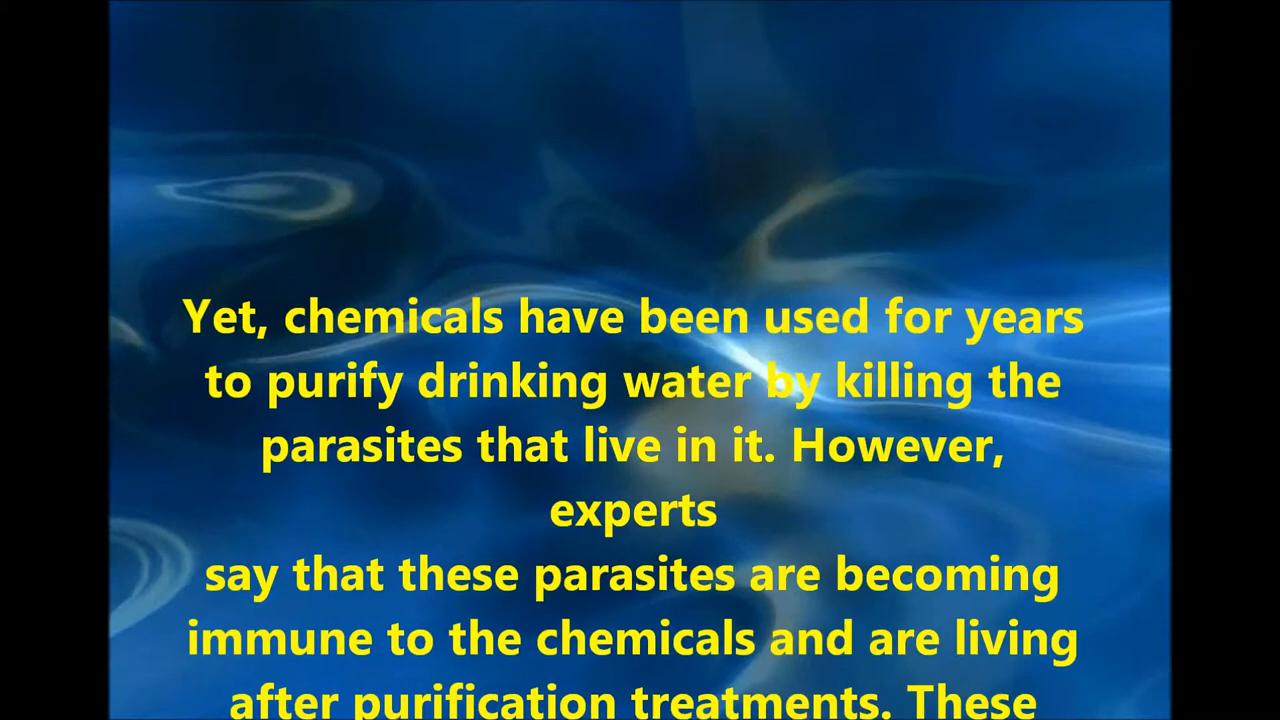 Yet, chemicals have been used for years
to purify drinking water by killing the
parasites that live in it. However,
experts
say that these parasites are becoming
immune to the chemicals and are living
after purification treatments. These